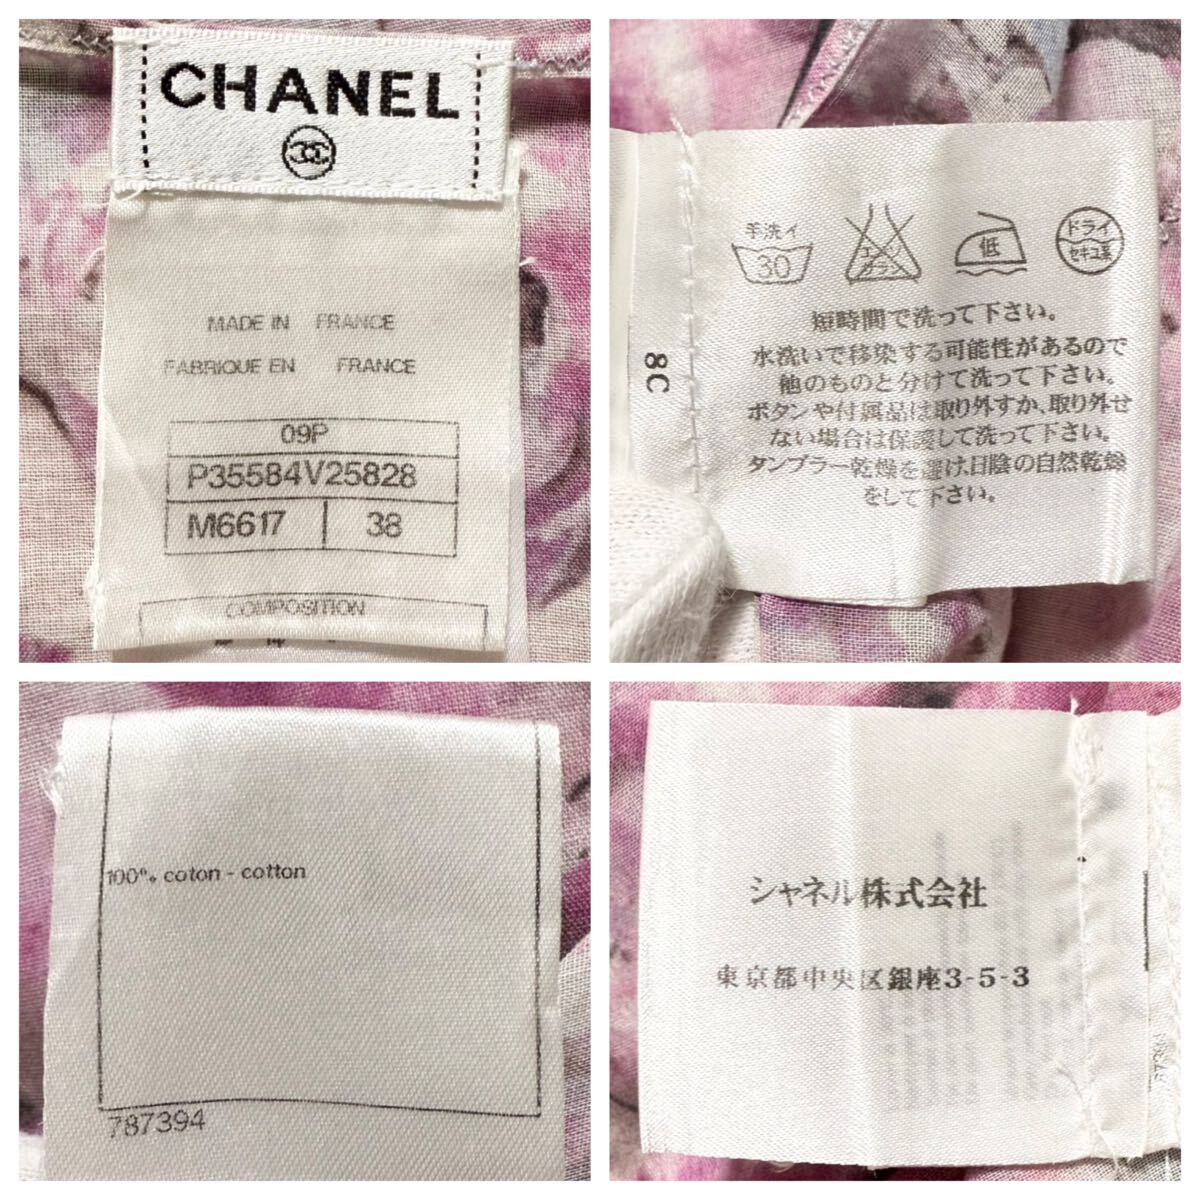 CHANEL
MADE IN FRANCE
FABRIQUE EN FRANCE
09P
P35584V25828
M6617 38
COMPOSITION
手洗イ
30
エンソ
サラシ
低
ドライ
セキユ系
8C
短時間で洗って下さい。
水洗いで移染する可能性があるので
他のものと分けて洗って下さい。
ボタンや付属品は取り外すか、取り外せ
ない場合は保護して洗って下さい。
タンブラー乾燥を避け、日陰の自然乾燥
をして下さい。
100% coton - cotton
787394
シャネル株式会社
東京都中央区銀座3-5-3